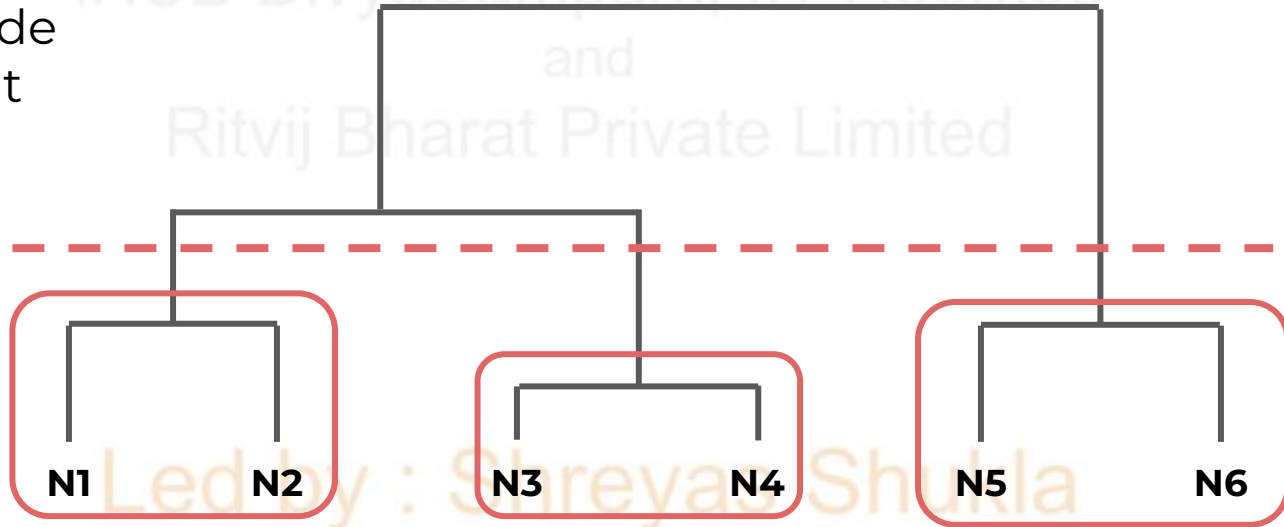 de
t
and
Ritvij Bharat Private Limited
N1 N2 N3 N4 N5 N6
Led by : Shreyas Shukla